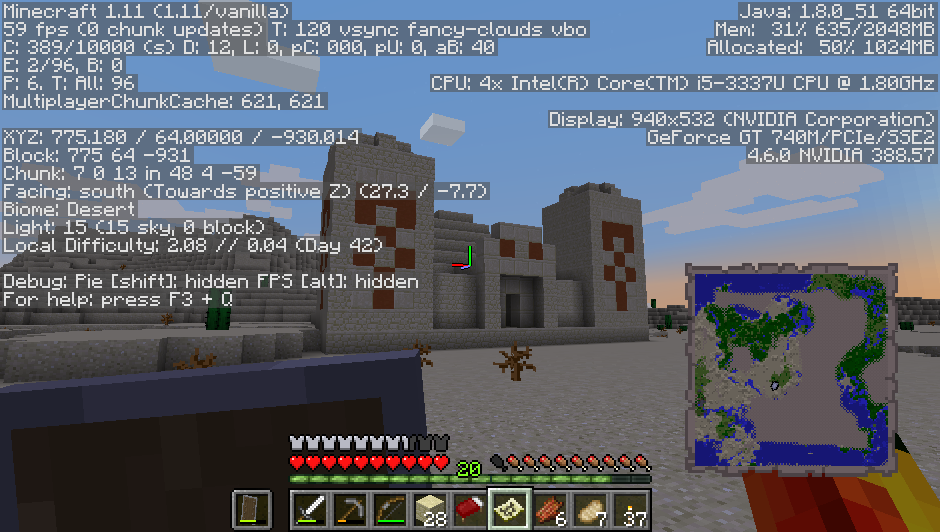 Minecraft 1.11 (1.11/vanilla)
59 fps (0 chunk updates) T: 120 vsync fancy-clouds vbo
C: 389/10000 (s) D: 12, L: 0, pC: 000, pU: 0, aB: 40
E: 2/96, B: 0
P: 6, T: All: 96
MultiplayerChunkCache: 621, 621
XYZ: 775.180 / 64.00000 / -930.014
Block: 775 64 -931
Chunk: 7 0 13 in 48 4 -59
Facing: south (Towards positive Z) (27.3 / -7.7)
Biome: Desert
Light: 15 (15 sky, 0 block)
Local Difficulty: 2.08 // 0.04 (Day 42)
Debug: Pie [shift]: hidden FPS [alt]: hidden
For help: press F3 + Q
Java: 1.8.0_51 64bit
Mem: 31% 635/2048MB
Allocated: 50% 1024MB
CPU: 4x Intel(R) Core(TM) i5-3337U CPU @ 1.80GHz
Display: 940x532 (NVIDIA Corporation)
GeForce GT 740M/PCIe/SSE2
4.6.0 NVIDIA 388.57
20
28
6
7
37